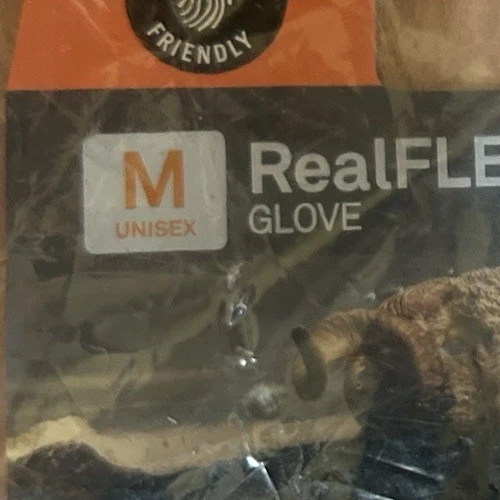 FRIENDLY
M
UNISEX
RealFLE
GLOVE